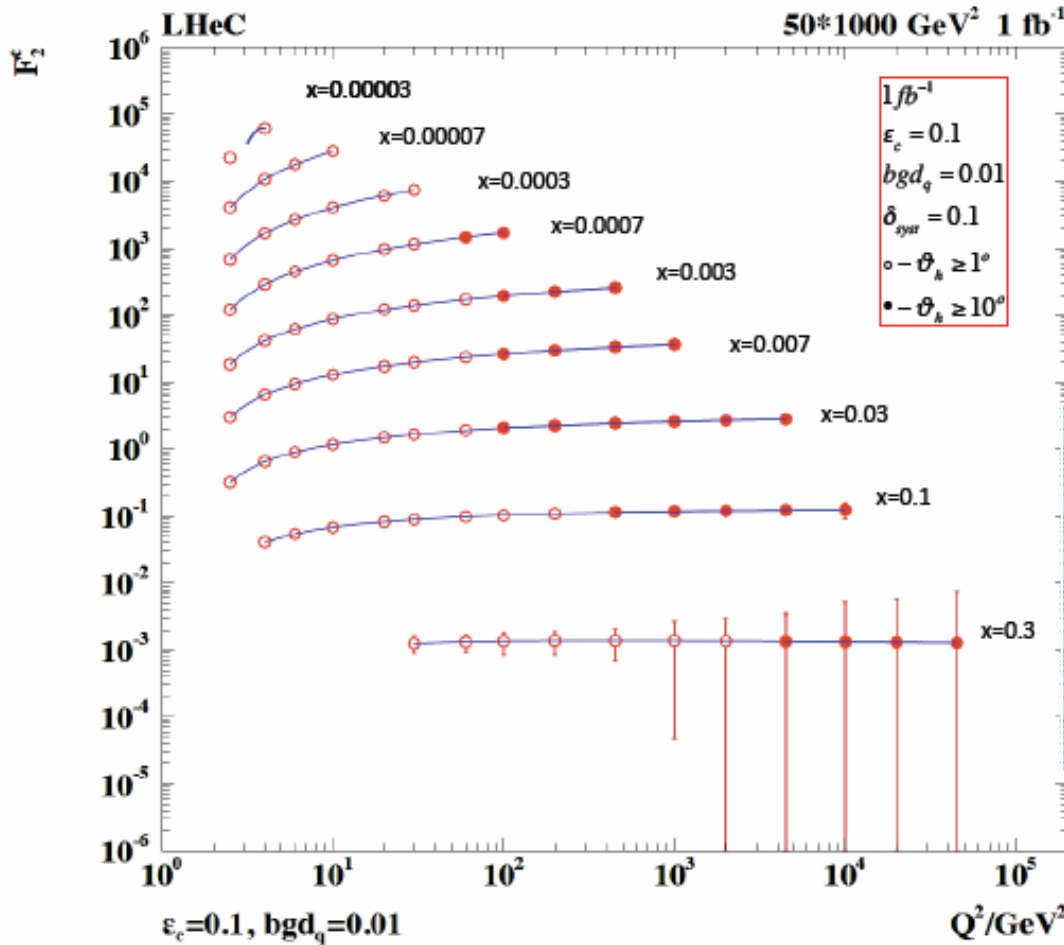 LHeC 50*1000 GeV² 1 fb⁻¹
F₂ᶜ
10⁶
10⁵
10⁴
10³
10²
10¹
10⁰
10⁻¹
10⁻²
10⁻³
10⁻⁴
10⁻⁵
10⁻⁶
x=0.00003
x=0.00007
x=0.0003
x=0.0007
x=0.003
x=0.007
x=0.03
x=0.1
x=0.3
1fb⁻¹
ε_c = 0.1
bgd_q = 0.01
δ_syst = 0.1
○ – ϑ_h ≥ 1°
● – ϑ_h ≥ 10°
10⁰ 10¹ 10² 10³ 10⁴ 10⁵
ε_c=0.1, bgd_q=0.01 Q²/GeV²